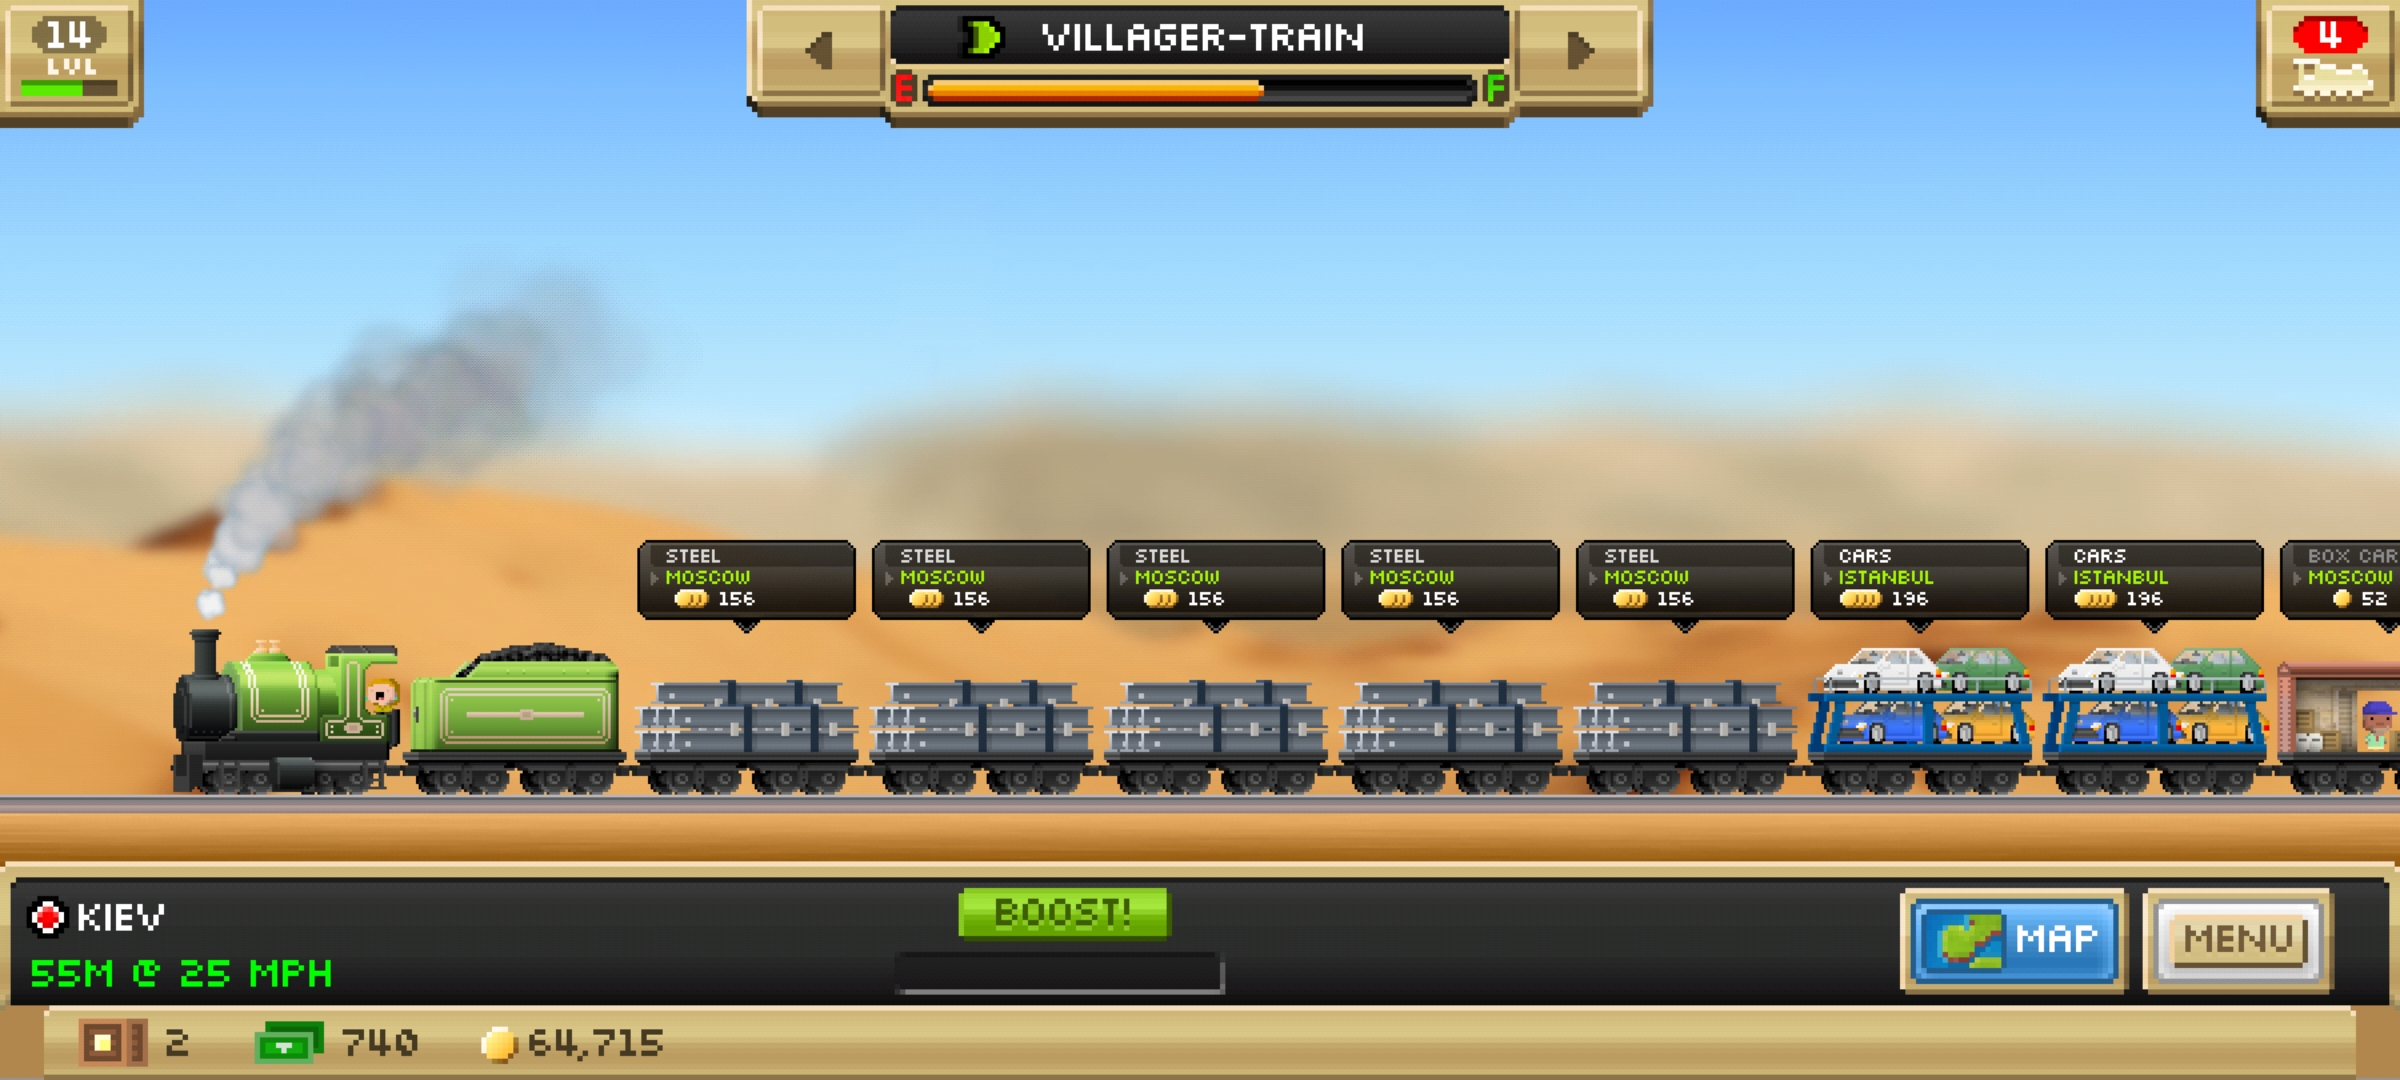 14
LVL
VILLAGER-TRAIN
E F
4
STEEL
MOSCOW
156
STEEL
MOSCOW
156
STEEL
MOSCOW
156
STEEL
MOSCOW
156
STEEL
MOSCOW
156
CARS
ISTANBUL
196
CARS
ISTANBUL
196
BOX CAR
MOSCOW
52
KIEV
55M @ 25 MPH
BOOST!
MAP
MENU
2 740 64,715